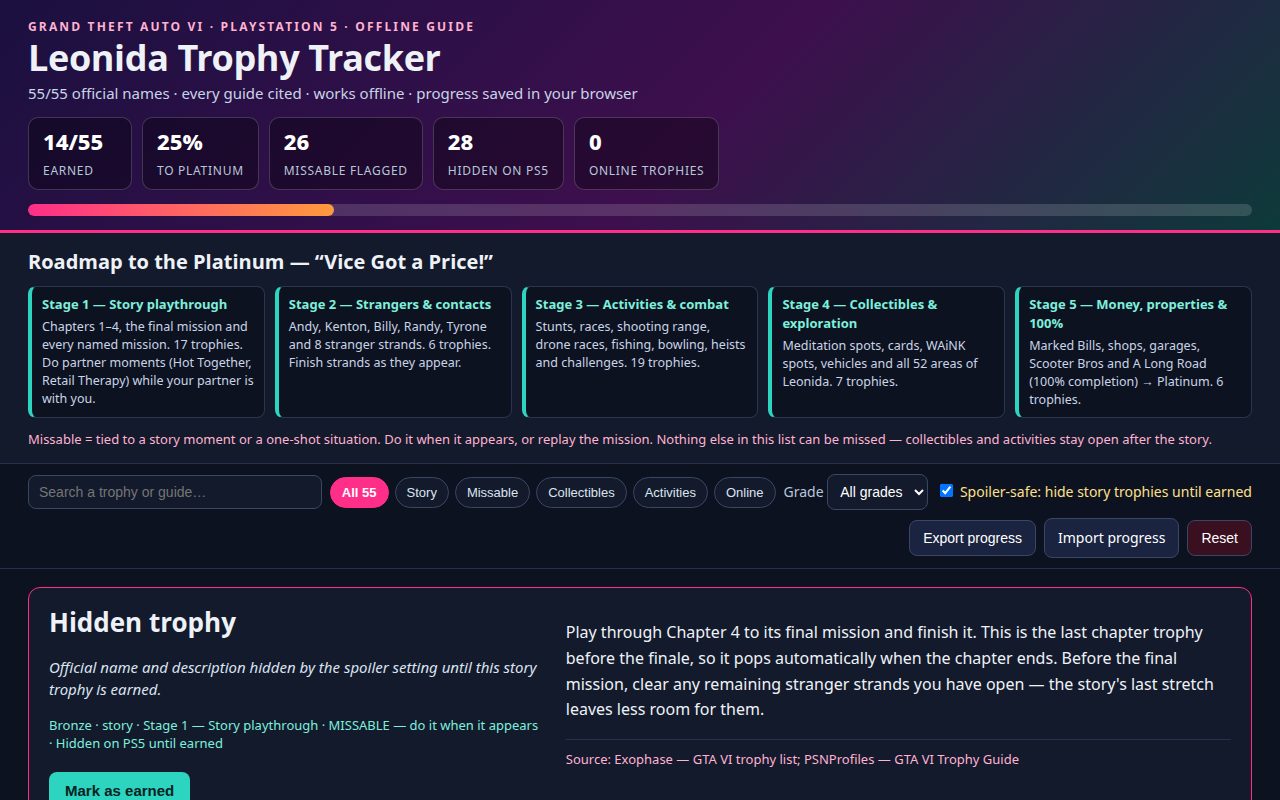 GRAND THEFT AUTO VI · PLAYSTATION 5 · OFFLINE GUIDE
Leonida Trophy Tracker
55/55 official names · every guide cited · works offline · progress saved in your browser
14/55
EARNED
25%
TO PLATINUM
26
MISSABLE FLAGGED
28
HIDDEN ON PS5
0
ONLINE TROPHIES
Roadmap to the Platinum — “Vice Got a Price!”
Stage 1 — Story playthrough
Chapters 1–4, the final mission and
every named mission. 17 trophies.
Do partner moments (Hot Together,
Retail Therapy) while your partner is
with you.
Stage 2 — Strangers & contacts
Andy, Kenton, Billy, Randy, Tyrone
and 8 stranger strands. 6 trophies.
Finish strands as they appear.
Stage 3 — Activities & combat
Stunts, races, shooting range,
drone races, fishing, bowling, heists
and challenges. 19 trophies.
Stage 4 — Collectibles &
exploration
Meditation spots, cards, WAiNK
spots, vehicles and all 52 areas of
Leonida. 7 trophies.
Stage 5 — Money, properties &
100%
Marked Bills, shops, garages,
Scooter Bros and A Long Road
(100% completion) → Platinum. 6
trophies.
Missable = tied to a story moment or a one-shot situation. Do it when it appears, or replay the mission. Nothing else in this list can be missed — collectibles and activities stay open after the story.
Search a trophy or guide…
All 55
Story
Missable
Collectibles
Activities
Online
Grade
All grades
Spoiler-safe: hide story trophies until earned
Export progress
Import progress
Reset
Hidden trophy
Official name and description hidden by the spoiler setting until this story
trophy is earned.
Bronze · story · Stage 1 — Story playthrough · MISSABLE — do it when it appears
· Hidden on PS5 until earned
Mark as earned
Play through Chapter 4 to its final mission and finish it. This is the last chapter trophy
before the finale, so it pops automatically when the chapter ends. Before the final
mission, clear any remaining stranger strands you have open — the story's last stretch
leaves less room for them.
Source: Exophase — GTA VI trophy list; PSNProfiles — GTA VI Trophy Guide